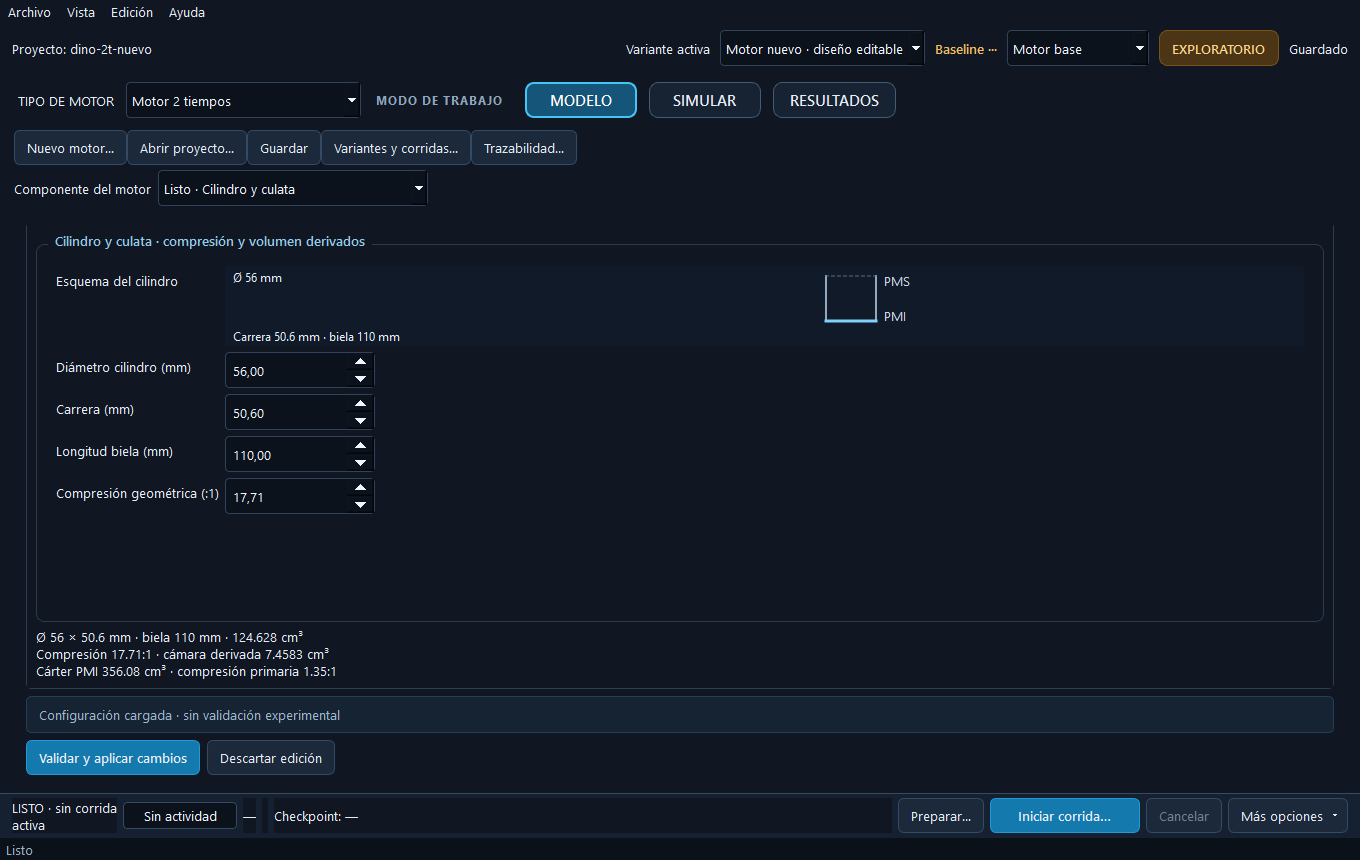 Archivo Vista Edición Ayuda
Proyecto: dino-2t-nuevo
Variante activa Motor nuevo · diseño editable Baseline ··· Motor base EXPLORATORIO Guardado
TIPO DE MOTOR Motor 2 tiempos MODO DE TRABAJO MODELO SIMULAR RESULTADOS
Nuevo motor... Abrir proyecto... Guardar Variantes y corridas... Trazabilidad...
Componente del motor Listo · Cilindro y culata
Cilindro y culata · compresión y volumen derivados
Esquema del cilindro
Ø 56 mm
PMS
PMI
Carrera 50.6 mm · biela 110 mm
Diámetro cilindro (mm) 56,00
Carrera (mm) 50,60
Longitud biela (mm) 110,00
Compresión geométrica (:1) 17,71
Ø 56 × 50.6 mm · biela 110 mm · 124.628 cm³
Compresión 17.71:1 · cámara derivada 7.4583 cm³
Cárter PMI 356.08 cm³ · compresión primaria 1.35:1
Configuración cargada · sin validación experimental
Validar y aplicar cambios Descartar edición
LISTO · sin corrida
activa
Sin actividad — Checkpoint: — Preparar... Iniciar corrida... Cancelar Más opciones
Listo